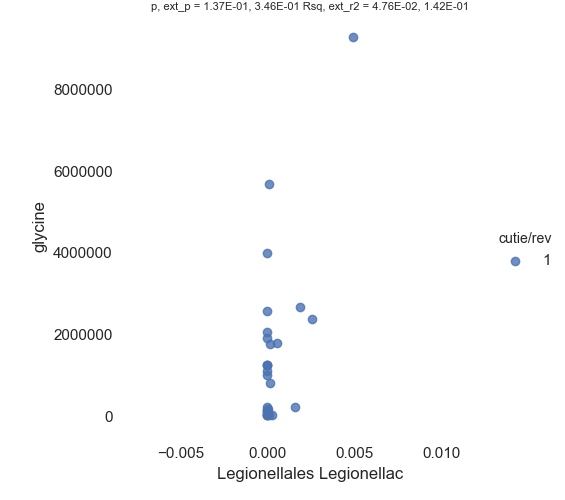 p, ext_p = 1.37E-01, 3.46E-01 Rsq, ext_r2 = 4.76E-02, 1.42E-01
8000000
6000000
4000000
2000000
0
glycine
cutie/rev
1
−0.005 0.000 0.005 0.010
Legionellales Legionellac